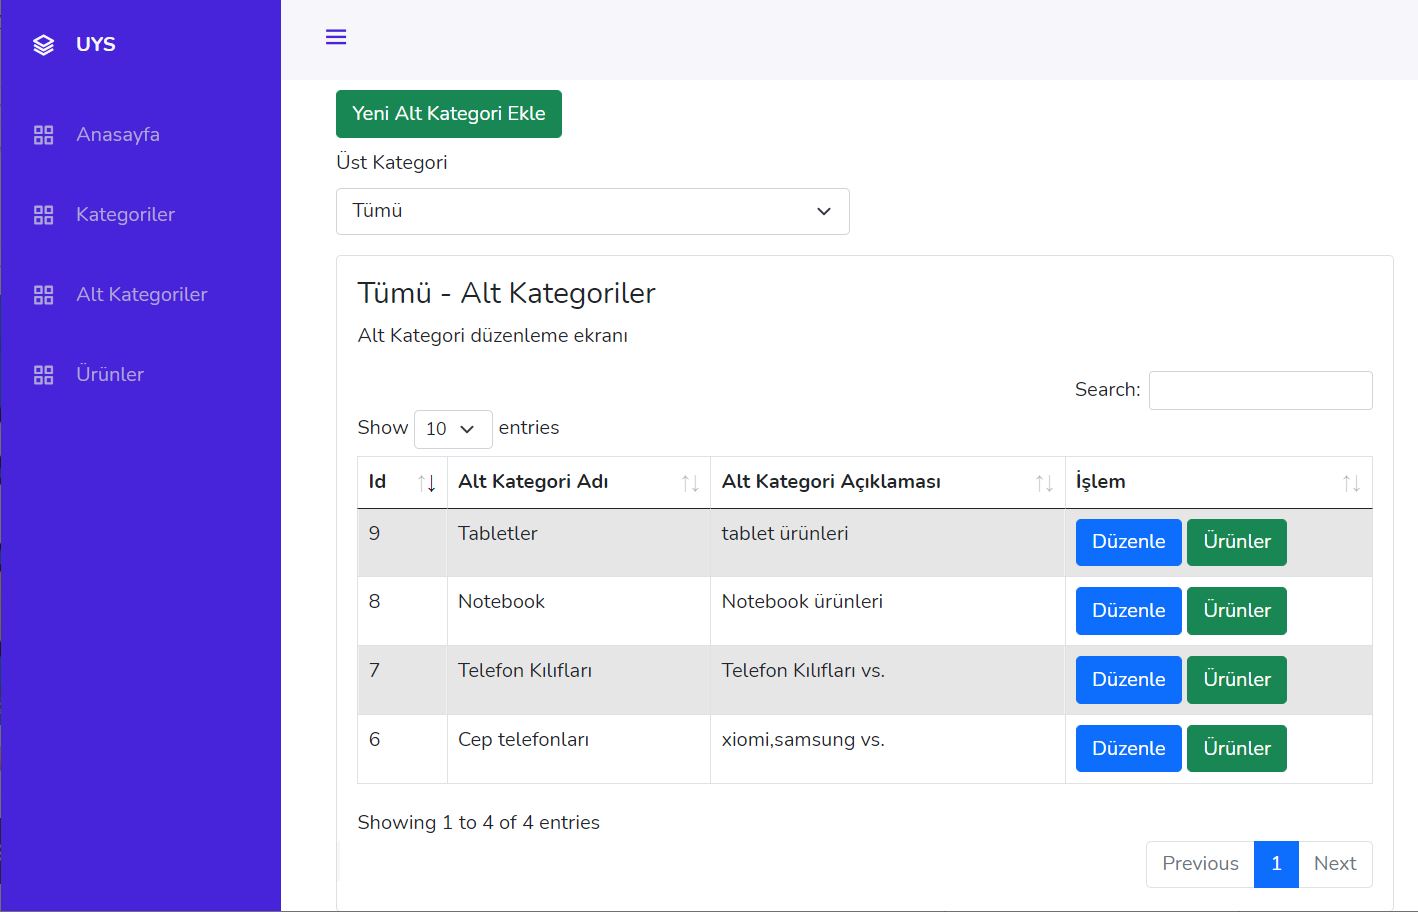 UYS
Anasayfa
Kategoriler
Alt Kategoriler
Ürünler
Yeni Alt Kategori Ekle
Üst Kategori
Tümü
Tümü - Alt Kategoriler
Alt Kategori düzenleme ekranı
Search:
Show 10 entries
Id Alt Kategori Adı Alt Kategori Açıklaması İşlem
9 Tabletler tablet ürünleri Düzenle Ürünler
8 Notebook Notebook ürünleri Düzenle Ürünler
7 Telefon Kılıfları Telefon Kılıfları vs. Düzenle Ürünler
6 Cep telefonları xiomi,samsung vs. Düzenle Ürünler
Showing 1 to 4 of 4 entries
Previous 1 Next